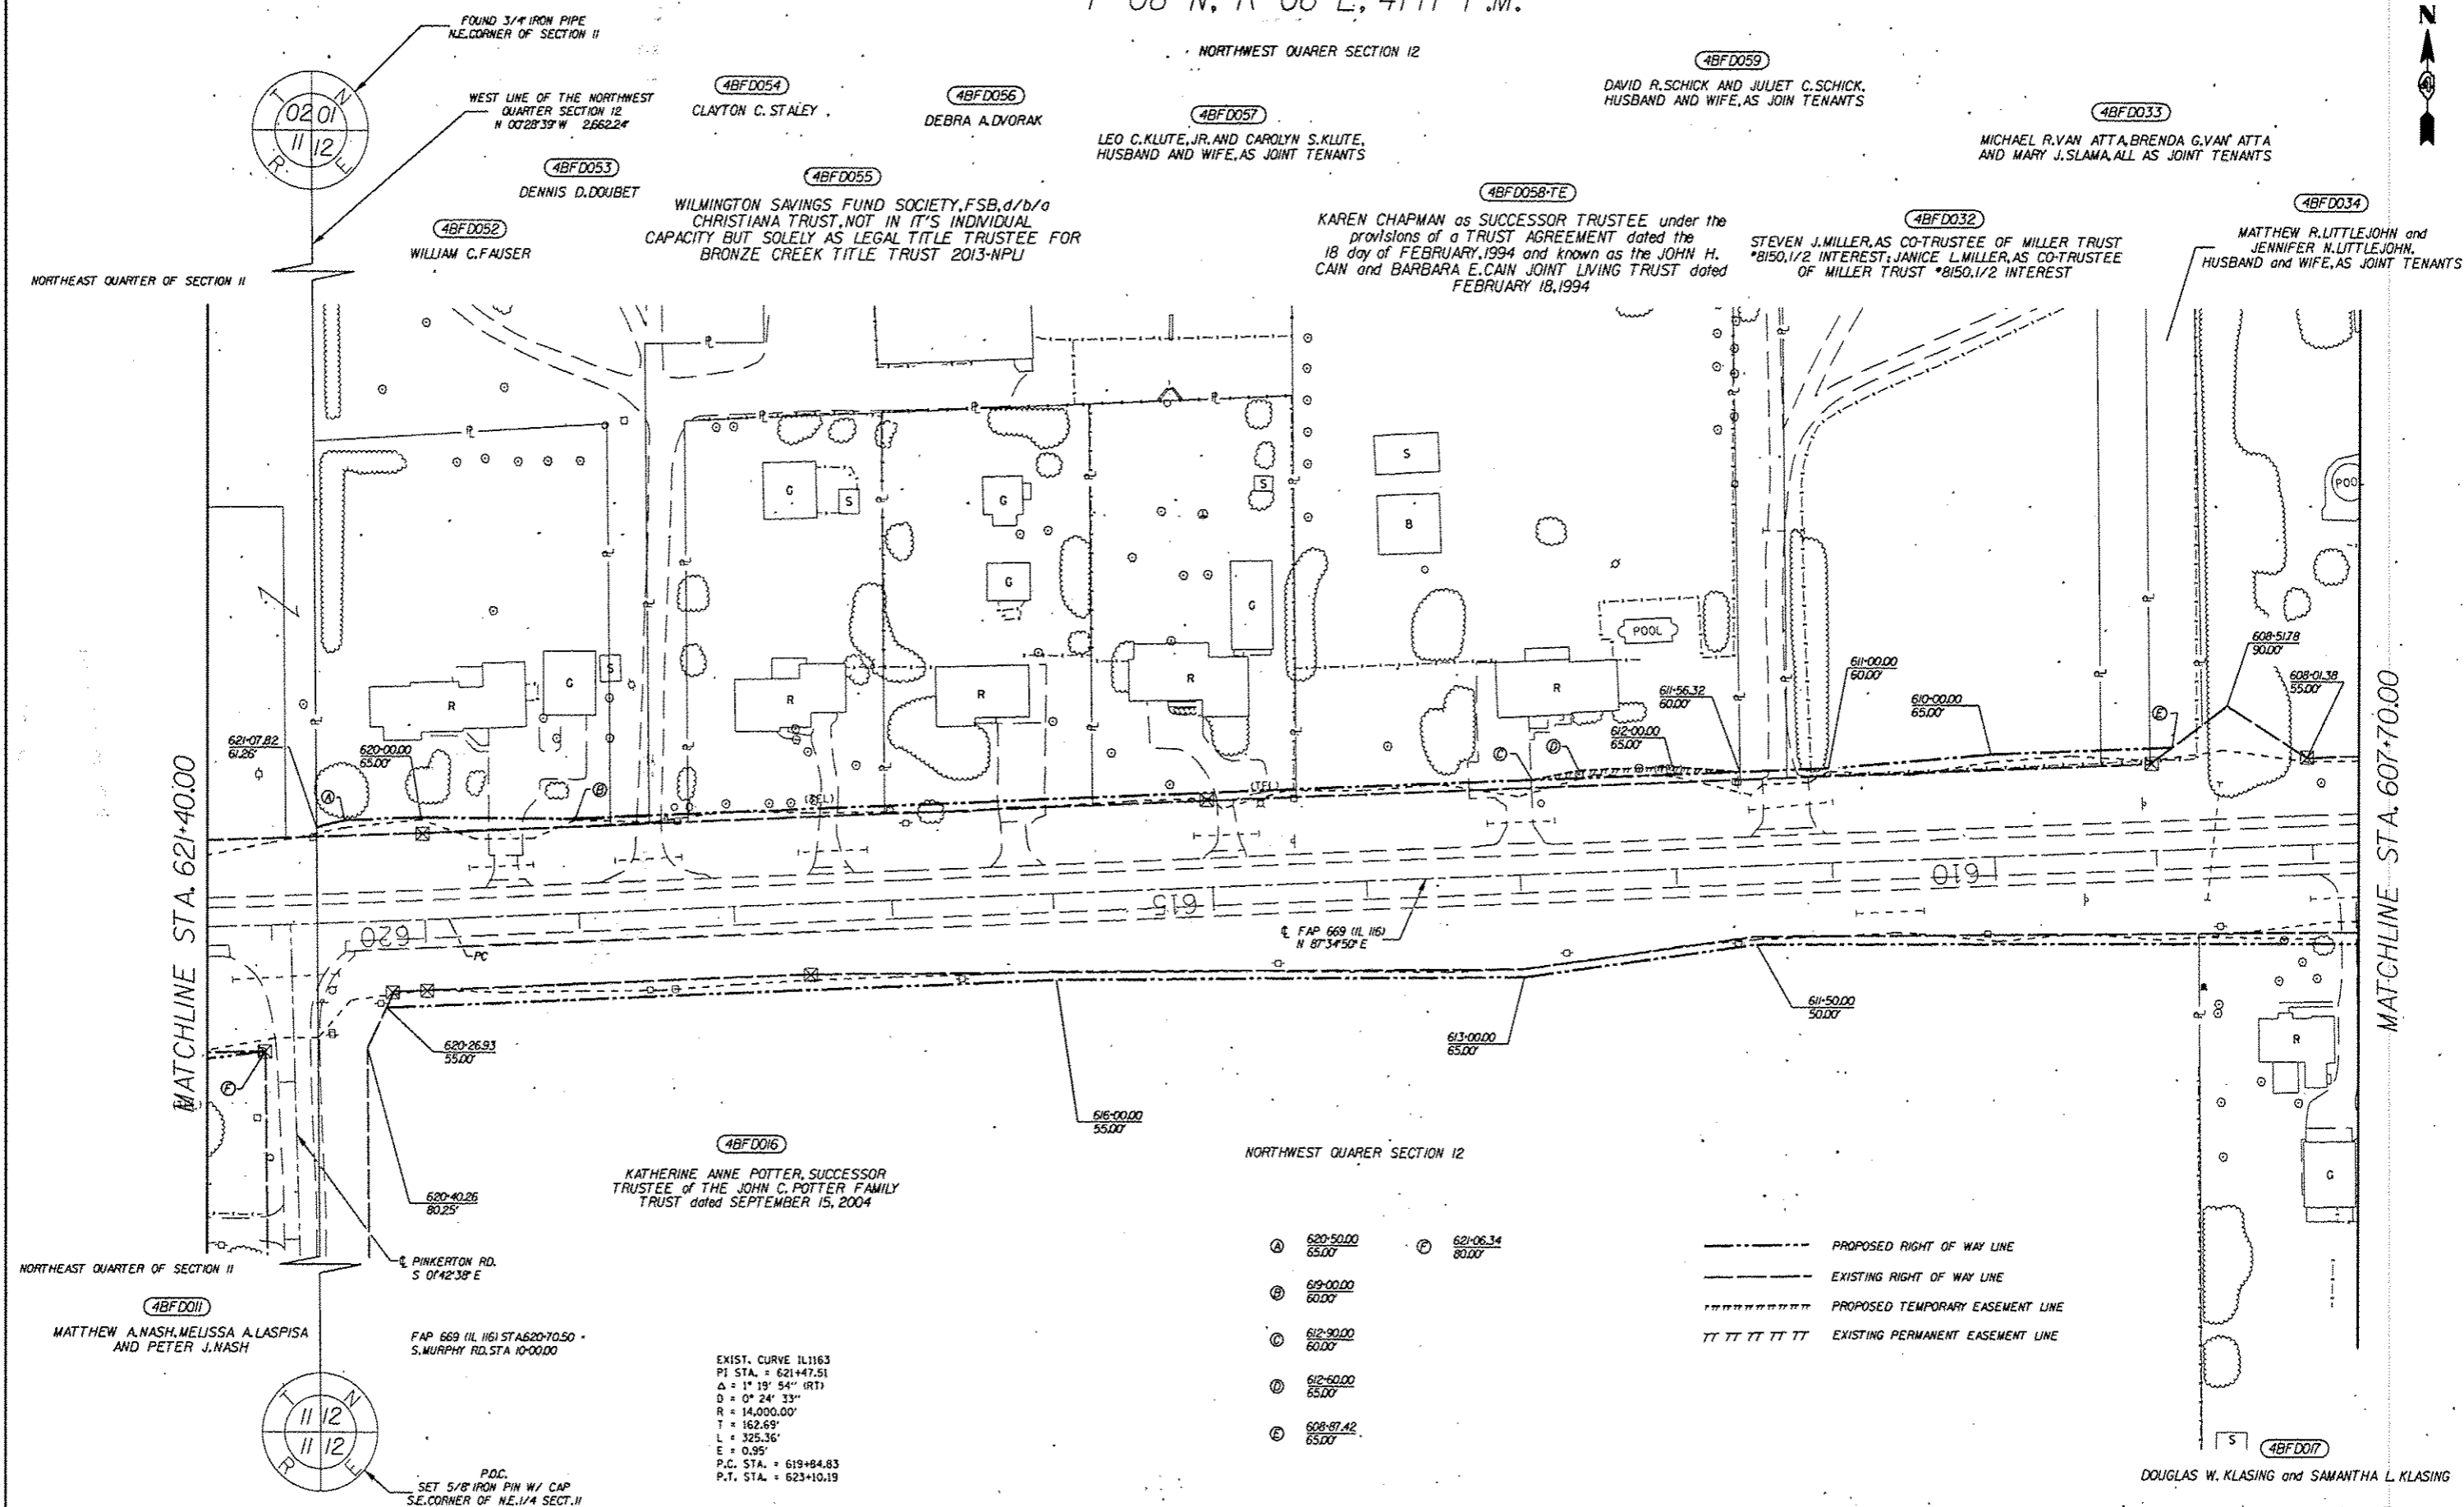 T 08 N, R 06 E, 4TH P.M.
N
FOUND 3/4" IRON PIPE
N.E. CORNER OF SECTION 11
T N
02 01
11 12
R E
WEST LINE OF THE NORTHWEST
QUARTER SECTION 12
N 00°28'39" W 2,662.24'
NORTHWEST QUARER SECTION 12
4BFD054
CLAYTON C. STALEY
4BFD056
DEBRA A. DVORAK
4BFD057
LEO C. KLUTE, JR. AND CAROLYN S. KLUTE,
HUSBAND AND WIFE, AS JOINT TENANTS
4BFD059
DAVID R. SCHICK AND JULIET C. SCHICK,
HUSBAND AND WIFE, AS JOIN TENANTS
4BFD033
MICHAEL R. VAN ATTA, BRENDA G. VAN ATTA
AND MARY J. SLAMA, ALL AS JOINT TENANTS
4BFD053
DENNIS D. DOUBET
4BFD055
WILMINGTON SAVINGS FUND SOCIETY, FSB, d/b/a
CHRISTIANA TRUST, NOT IN IT'S INDIVIDUAL
CAPACITY BUT SOLELY AS LEGAL TITLE TRUSTEE FOR
BRONZE CREEK TITLE TRUST 2013-NPLI
4BFD058-TE
KAREN CHAPMAN as SUCCESSOR TRUSTEE under the
provisions of a TRUST AGREEMENT dated the
18 day of FEBRUARY, 1994 and known as the JOHN H.
CAIN and BARBARA E. CAIN JOINT LIVING TRUST dated
FEBRUARY 18, 1994
4BFD032
STEVEN J. MILLER, AS CO-TRUSTEE OF MILLER TRUST
#8150, 1/2 INTEREST; JANICE L. MILLER, AS CO-TRUSTEE
OF MILLER TRUST #8150, 1/2 INTEREST
4BFD034
MATTHEW R. LITTLEJOHN and
JENNIFER N. LITTLEJOHN,
HUSBAND and WIFE, AS JOINT TENANTS
4BFD052
WILLIAM C. FAUSER
NORTHEAST QUARTER OF SECTION 11
S
G
S
G
S
B
POO
G
G
S
G
POOL
R
R
R
R
R
608+51.78
90.00'
608+01.38
55.00'
611+00.00
60.00'
611+56.32
60.00'
610+00.00
65.00'
612+00.00
65.00'
621+07.82
61.26'
620+00.00
65.00'
A
B
C
D
E
(TEL)
(TEL)
MATCHLINE STA. 621+40.00
MATCHLINE STA. 607+70.00
620
615
610
PC
℄ FAP 669 (IL 116)
N 87°34'50" E
620+26.93
55.00'
613+00.00
65.00'
611+50.00
50.00'
616+00.00
55.00'
620+40.26
80.25'
F
R
G
S
4BFD016
KATHERINE ANNE POTTER, SUCCESSOR
TRUSTEE of THE JOHN C. POTTER FAMILY
TRUST dated SEPTEMBER 15, 2004
NORTHWEST QUARER SECTION 12
℄ PINKERTON RD.
S 01°42'38" E
NORTHEAST QUARTER OF SECTION 11
4BFD011
MATTHEW A. NASH, MELISSA A. LASPISA
AND PETER J. NASH
FAP 669 (IL 116) STA 620+70.50 =
S. MURPHY RD. STA 10+00.00
T N
11 12
11 12
R E
P.O.C.
SET 5/8" IRON PIN W/ CAP
S.E. CORNER OF N.E. 1/4 SECT. 11
EXIST. CURVE IL1163
PI STA. = 621+47.51
Δ = 1° 19' 54" (RT)
D = 0° 24' 33"
R = 14,000.00'
T = 162.69'
L = 325.36'
E = 0.95'
P.C. STA. = 619+84.83
P.T. STA. = 623+10.19
A 620+50.00
65.00'
F 621+06.34
80.00'
B 619+00.00
60.00'
C 612+90.00
60.00'
D 612+60.00
65.00'
E 608+87.42
65.00'
PROPOSED RIGHT OF WAY LINE
EXISTING RIGHT OF WAY LINE
PROPOSED TEMPORARY EASEMENT LINE
TT TT TT TT TT EXISTING PERMANENT EASEMENT LINE
4BFD017
DOUGLAS W. KLASING and SAMANTHA L. KLASING